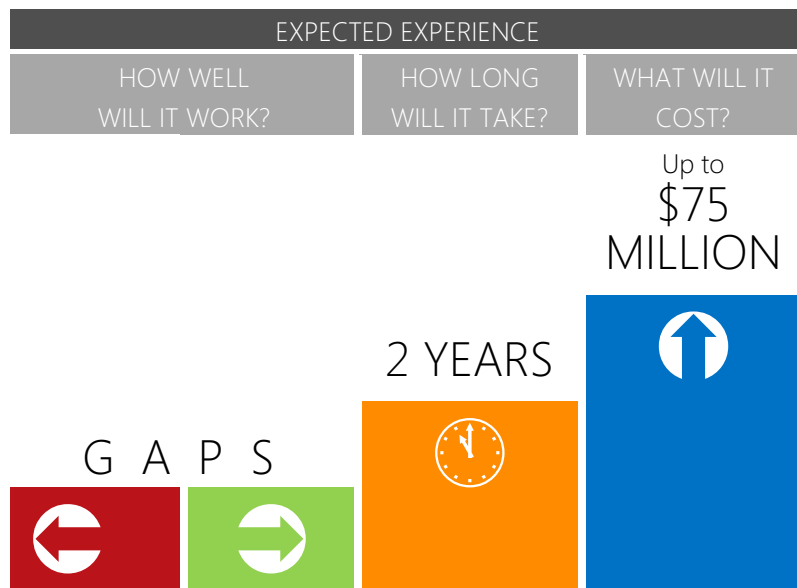 EXPECTED EXPERIENCE
HOW WELL
WILL IT WORK?
HOW LONG
WILL IT TAKE?
WHAT WILL IT
COST?
Up to
$75
MILLION
2 YEARS
G A P S